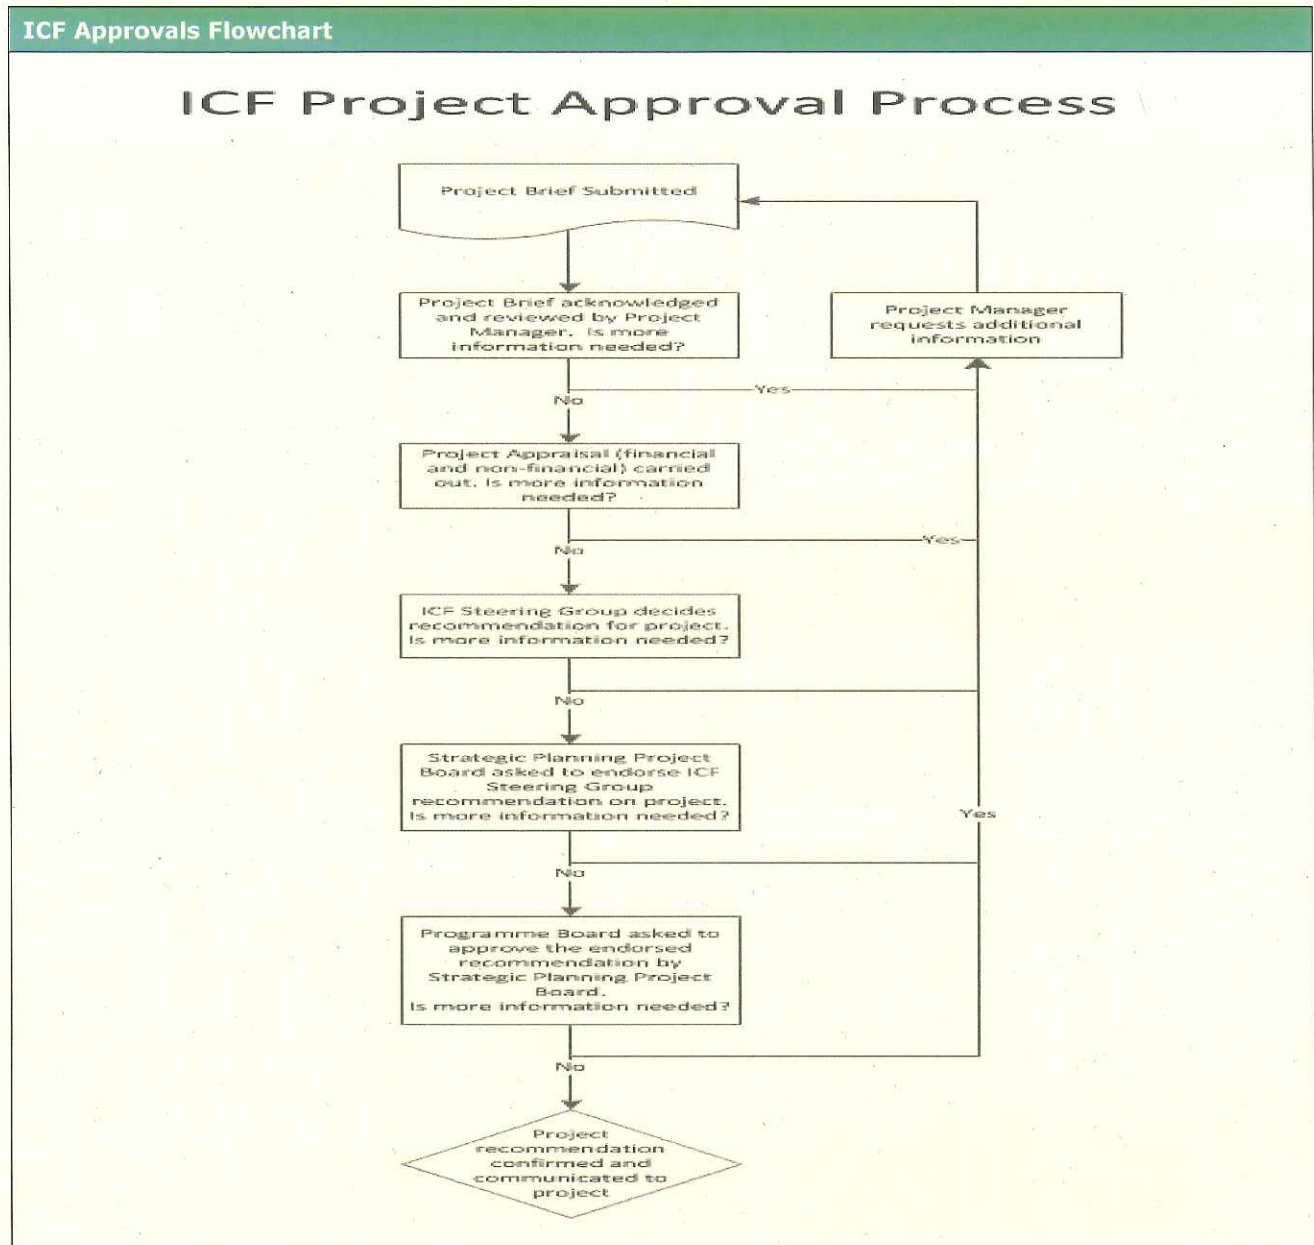 ICF Approvals Flowchart
ICF Project Approval Process
Project Brief Submitted
Project Brief acknowledged
and reviewed by Project
Manager. Is more
information needed?
Project Manager
requests additional
information
Yes
No
Project Appraisal (financial
and non-financial) carried
out. Is more information
needed?
Yes
No
ICF Steering Group decides
recommendation for project.
Is more information needed?
No
Strategic Planning Project
Board asked to endorse ICF
Steering Group
recommendation on project.
Is more information needed?
Yes
No
Programme Board asked to
approve the endorsed
recommendation by
Strategic Planning Project
Board.
Is more information needed?
No
Project
recommendation
confirmed and
communicated to
project